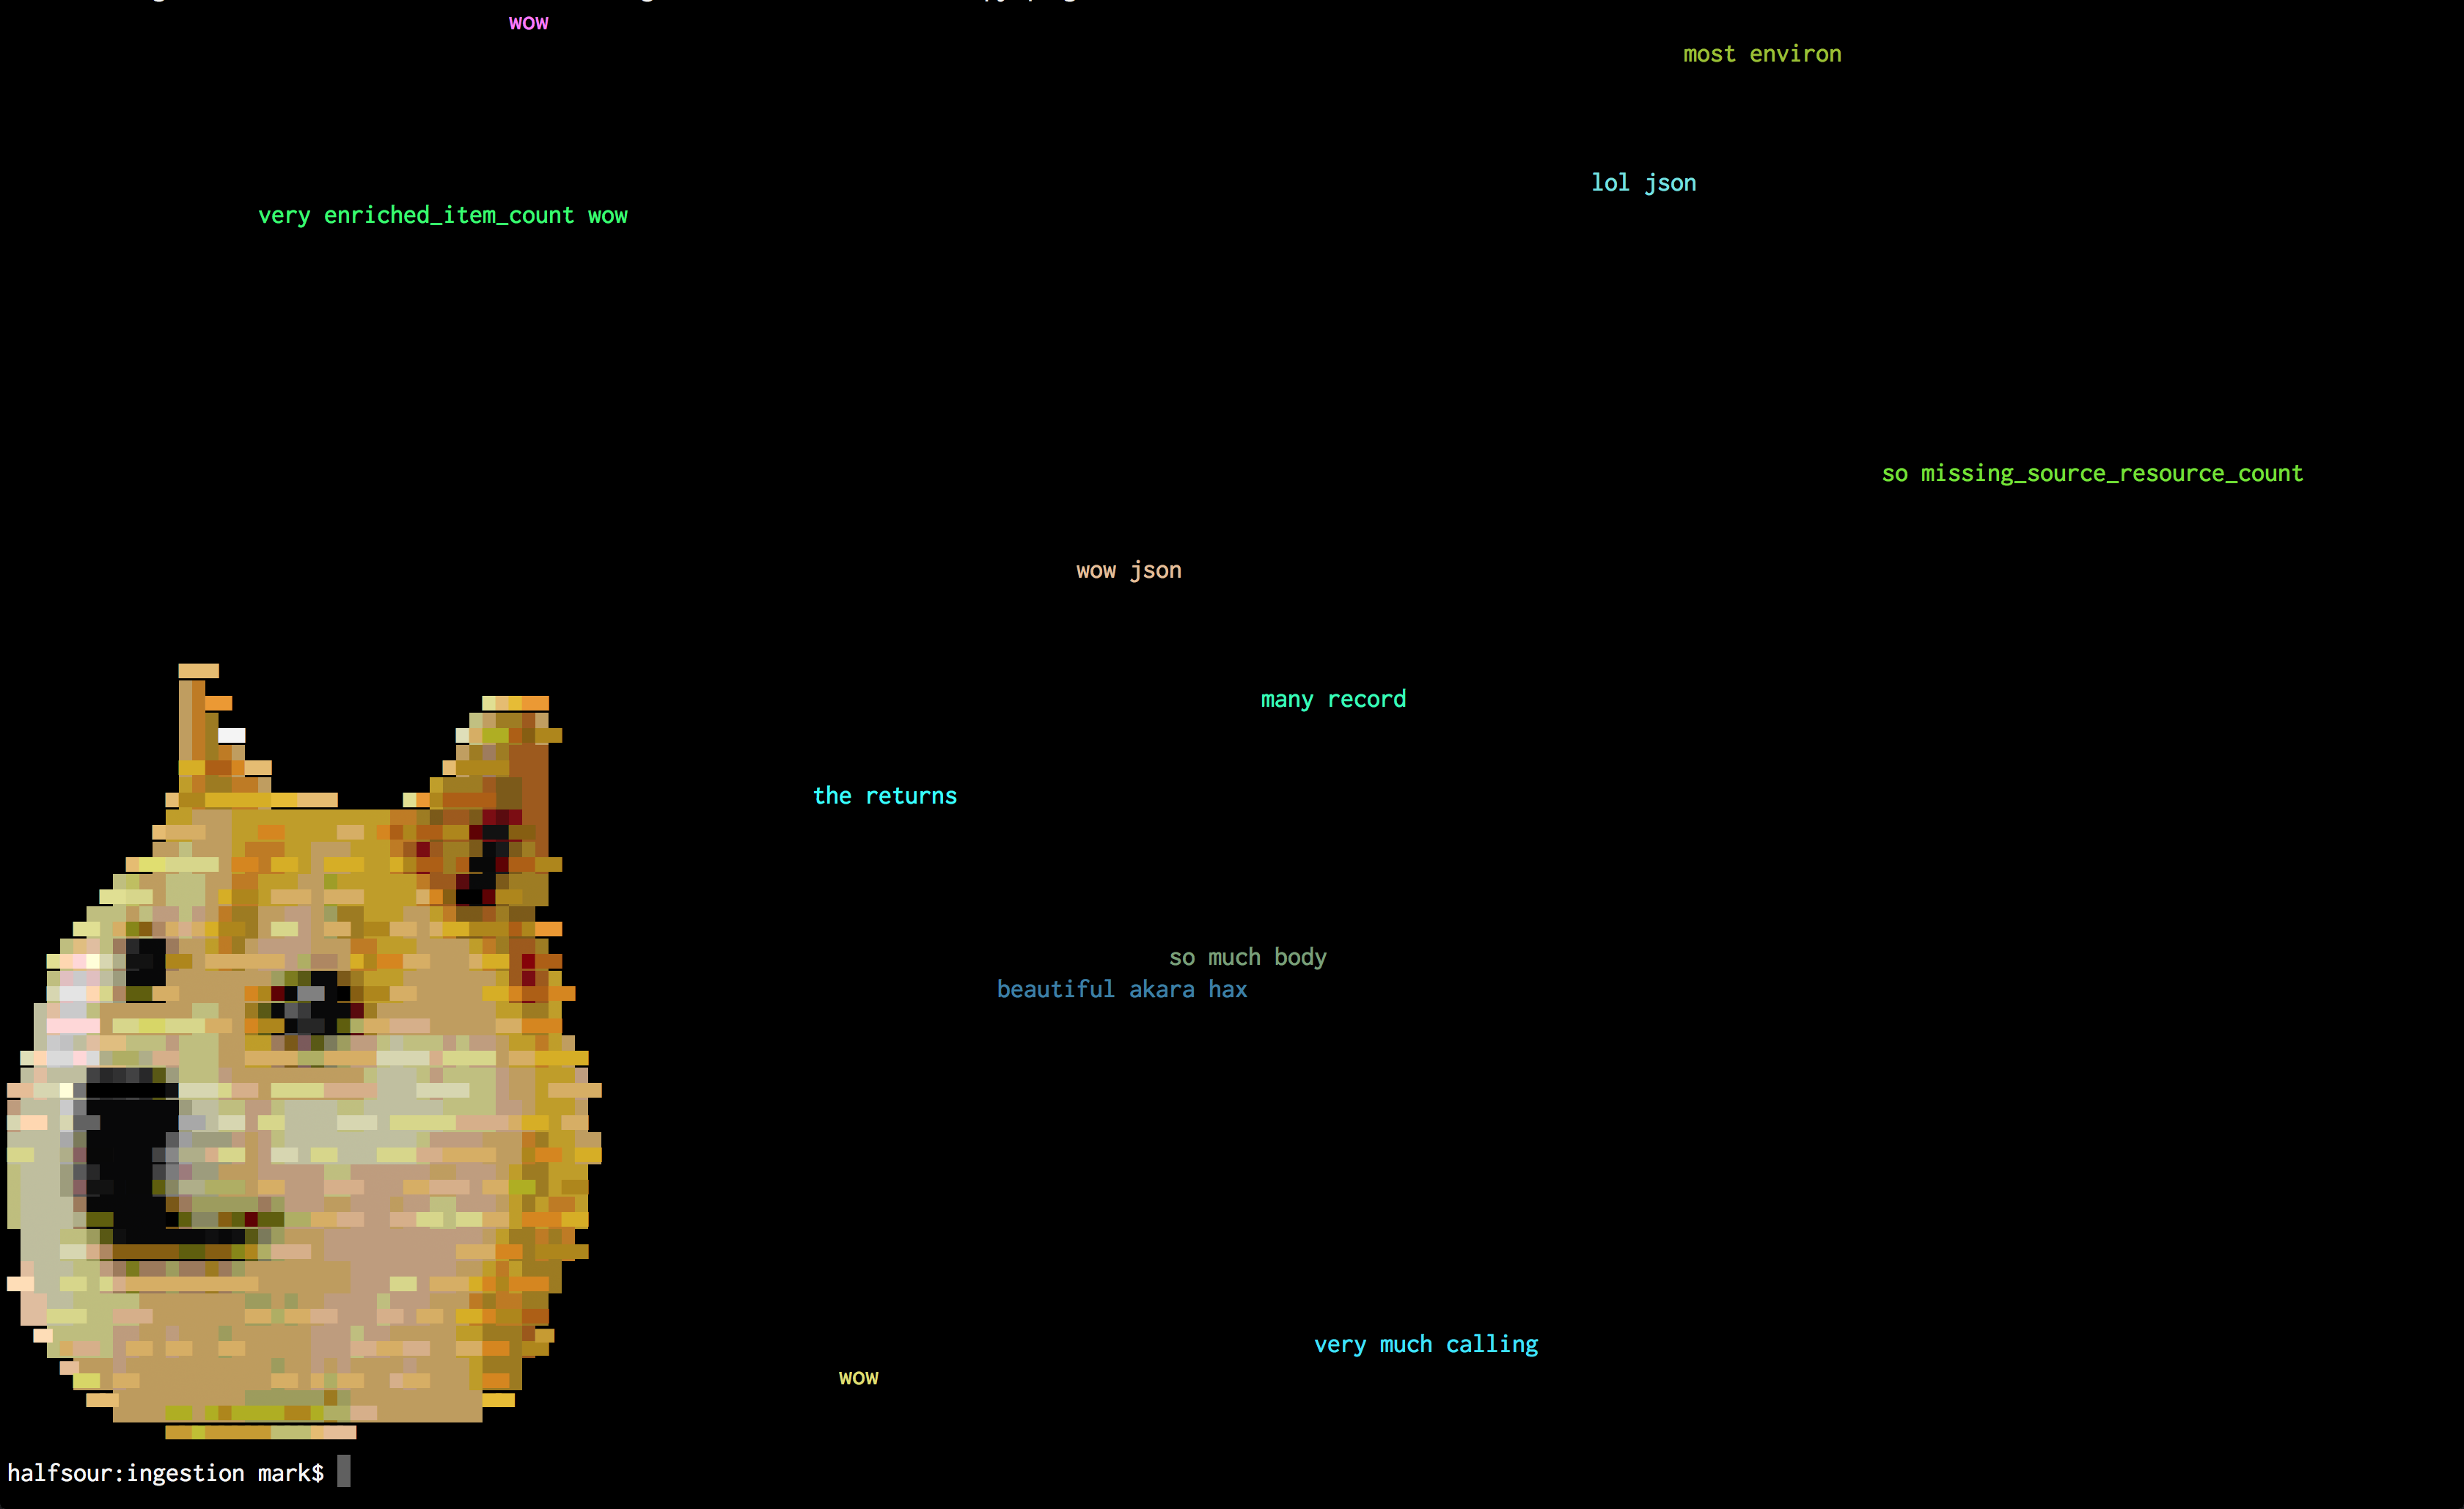 wow
most environ
lol json
very enriched_item_count wow
so missing_source_resource_count
wow json
many record
the returns
so much body
beautiful akara hax
very much calling
wow
halfsour:ingestion mark$